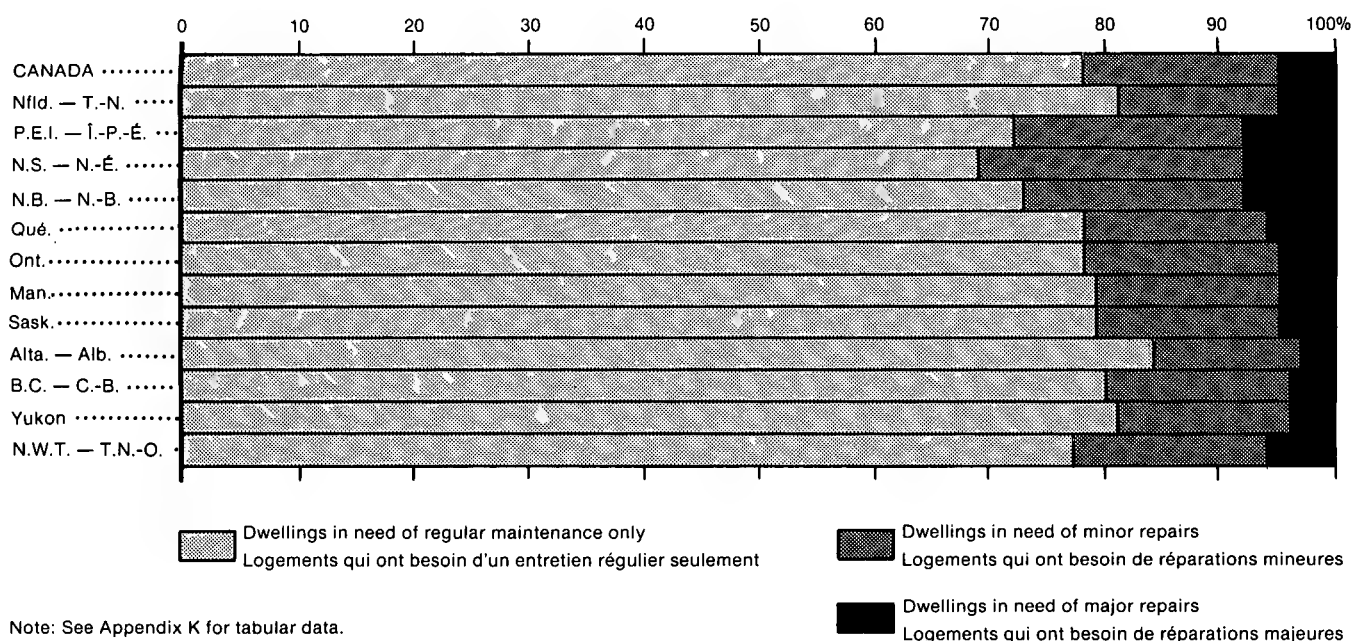 0 10 20 30 40 50 60 70 80 90 100%
CANADA ········
Nfld. — T.-N. ·····
P.E.I. — Î.-P.-É. ···
N.S. — N.-É. ······
N.B. — N.-B. ······
Qué. ············
Ont. ············
Man. ············
Sask. ···········
Alta. — Alb. ······
B.C. — C.-B. ······
Yukon ···········
N.W.T. — T.N.-O. ·
Dwellings in need of regular maintenance only
Logements qui ont besoin d'un entretien régulier seulement
Dwellings in need of minor repairs
Logements qui ont besoin de réparations mineures
Dwellings in need of major repairs
Logements qui ont besoin de réparations majeures
Note: See Appendix K for tabular data.